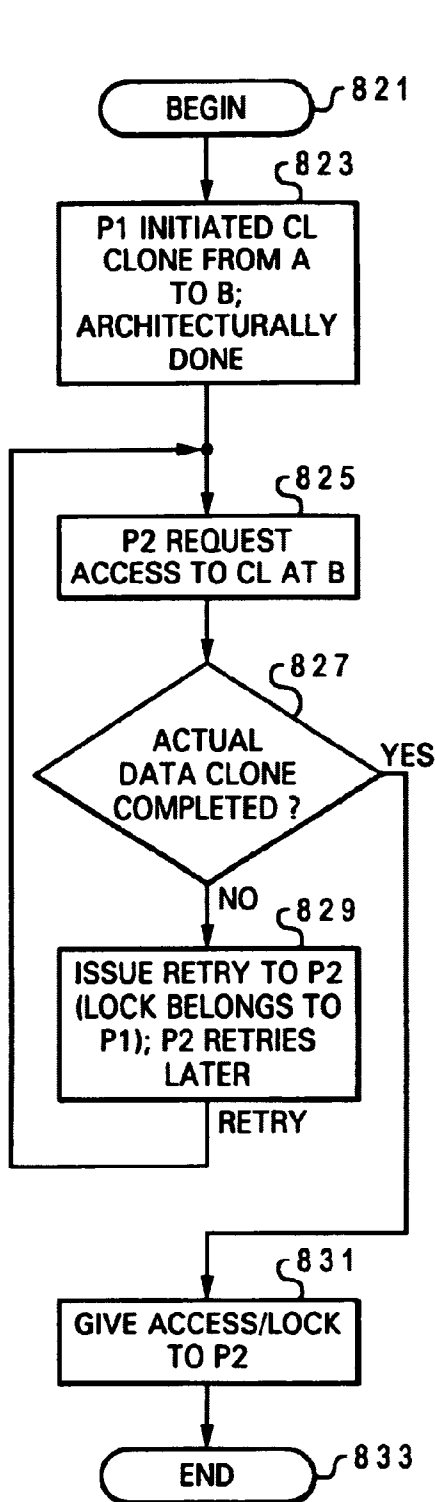 BEGIN
821
823
P1 INITIATED CL
CLONE FROM A
TO B;
ARCHITECTURALLY
DONE
825
P2 REQUEST
ACCESS TO CL AT B
827
ACTUAL
DATA CLONE
COMPLETED ?
YES
NO
829
ISSUE RETRY TO P2
(LOCK BELONGS TO
P1); P2 RETRIES
LATER
RETRY
831
GIVE ACCESS/LOCK
TO P2
END
833